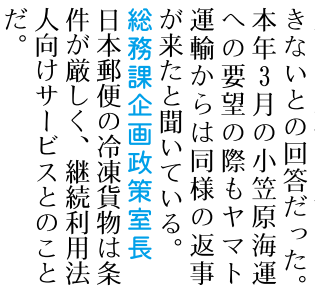 きないとの回答だった。
本年３月の小笠原海運
への要望の際もヤマト
運輸からは同様の返事
が来たと聞いている。
総務課企画政策室長
日本郵便の冷凍貨物は条
件が厳しく、継続利用法
人向けサービスとのこと
だ。